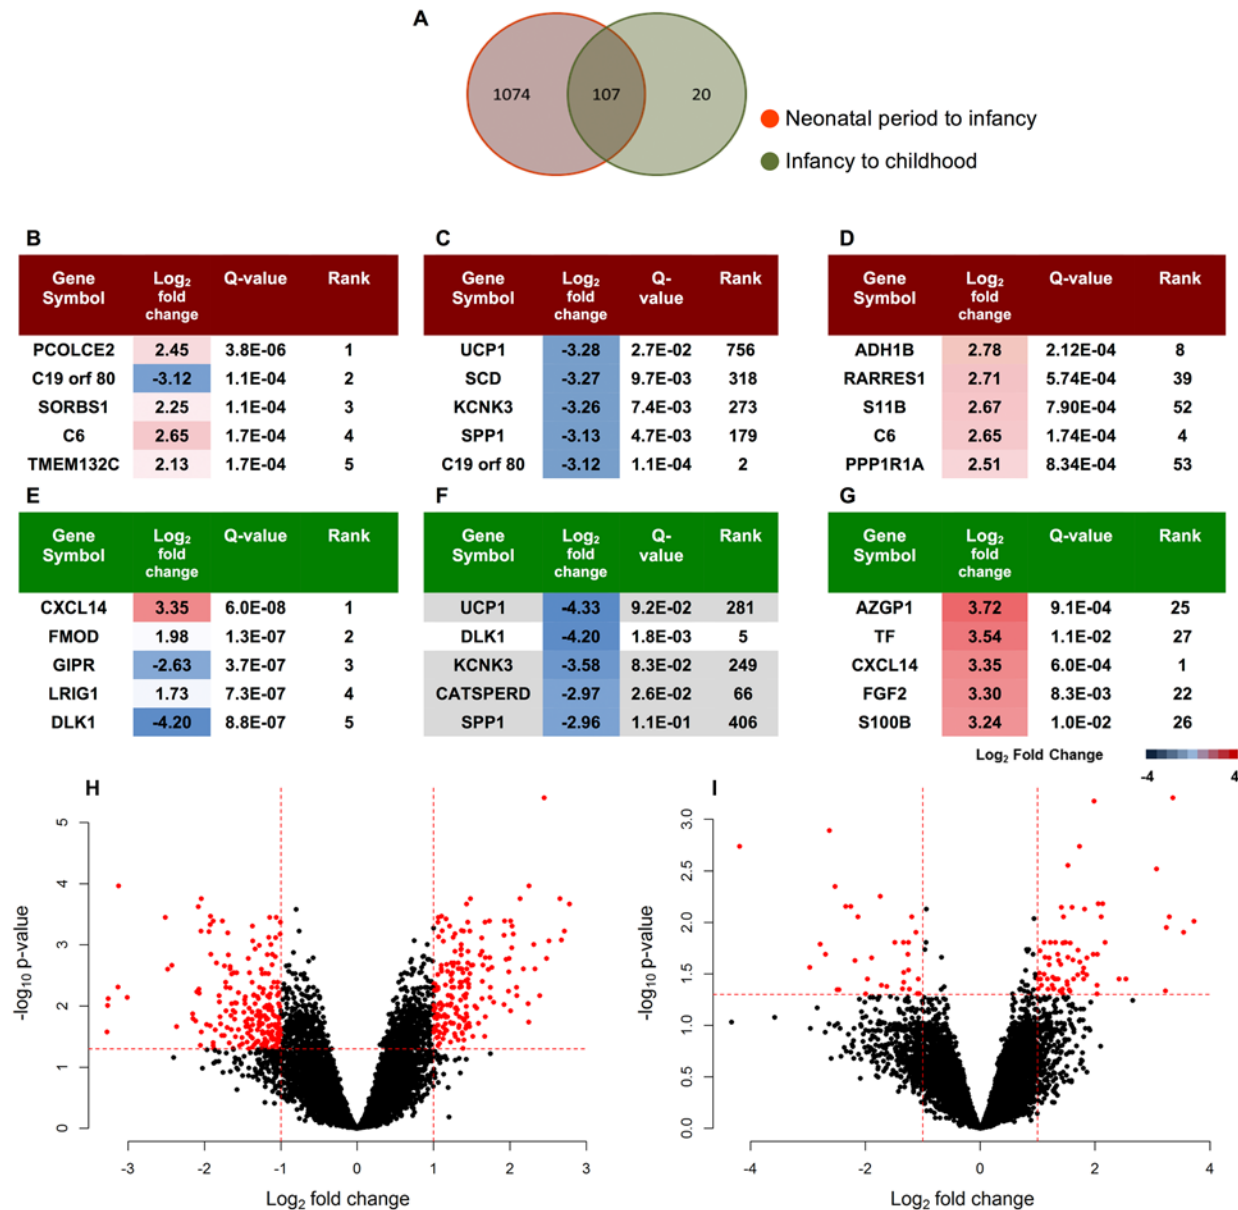 A
1074 107 20
Neonatal period to infancy
Infancy to childhood
B
Gene Symbol Log2 fold change Q-value Rank
PCOLCE2 2.45 3.8E-06 1
C19 orf 80 -3.12 1.1E-04 2
SORBS1 2.25 1.1E-04 3
C6 2.65 1.7E-04 4
TMEM132C 2.13 1.7E-04 5
C
Gene Symbol Log2 fold change Q-value Rank
UCP1 -3.28 2.7E-02 756
SCD -3.27 9.7E-03 318
KCNK3 -3.26 7.4E-03 273
SPP1 -3.13 4.7E-03 179
C19 orf 80 -3.12 1.1E-04 2
D
Gene Symbol Log2 fold change Q-value Rank
ADH1B 2.78 2.12E-04 8
RARRES1 2.71 5.74E-04 39
S11B 2.67 7.90E-04 52
C6 2.65 1.74E-04 4
PPP1R1A 2.51 8.34E-04 53
E
Gene Symbol Log2 fold change Q-value Rank
CXCL14 3.35 6.0E-08 1
FMOD 1.98 1.3E-07 2
GIPR -2.63 3.7E-07 3
LRIG1 1.73 7.3E-07 4
DLK1 -4.20 8.8E-07 5
F
Gene Symbol Log2 fold change Q-value Rank
UCP1 -4.33 9.2E-02 281
DLK1 -4.20 1.8E-03 5
KCNK3 -3.58 8.3E-02 249
CATSPERD -2.97 2.6E-02 66
SPP1 -2.96 1.1E-01 406
G
Gene Symbol Log2 fold change Q-value Rank
AZGP1 3.72 9.1E-04 25
TF 3.54 1.1E-02 27
CXCL14 3.35 6.0E-04 1
FGF2 3.30 8.3E-03 22
S100B 3.24 1.0E-02 26
Log2 Fold Change
-4 4
H
-log10 p-value
5
4
3
2
1
0
-3 -2 -1 0 1 2 3
Log2 fold change
I
-log10 p-value
3.0
2.5
2.0
1.5
1.0
0.5
0.0
-4 -2 0 2 4
Log2 fold change